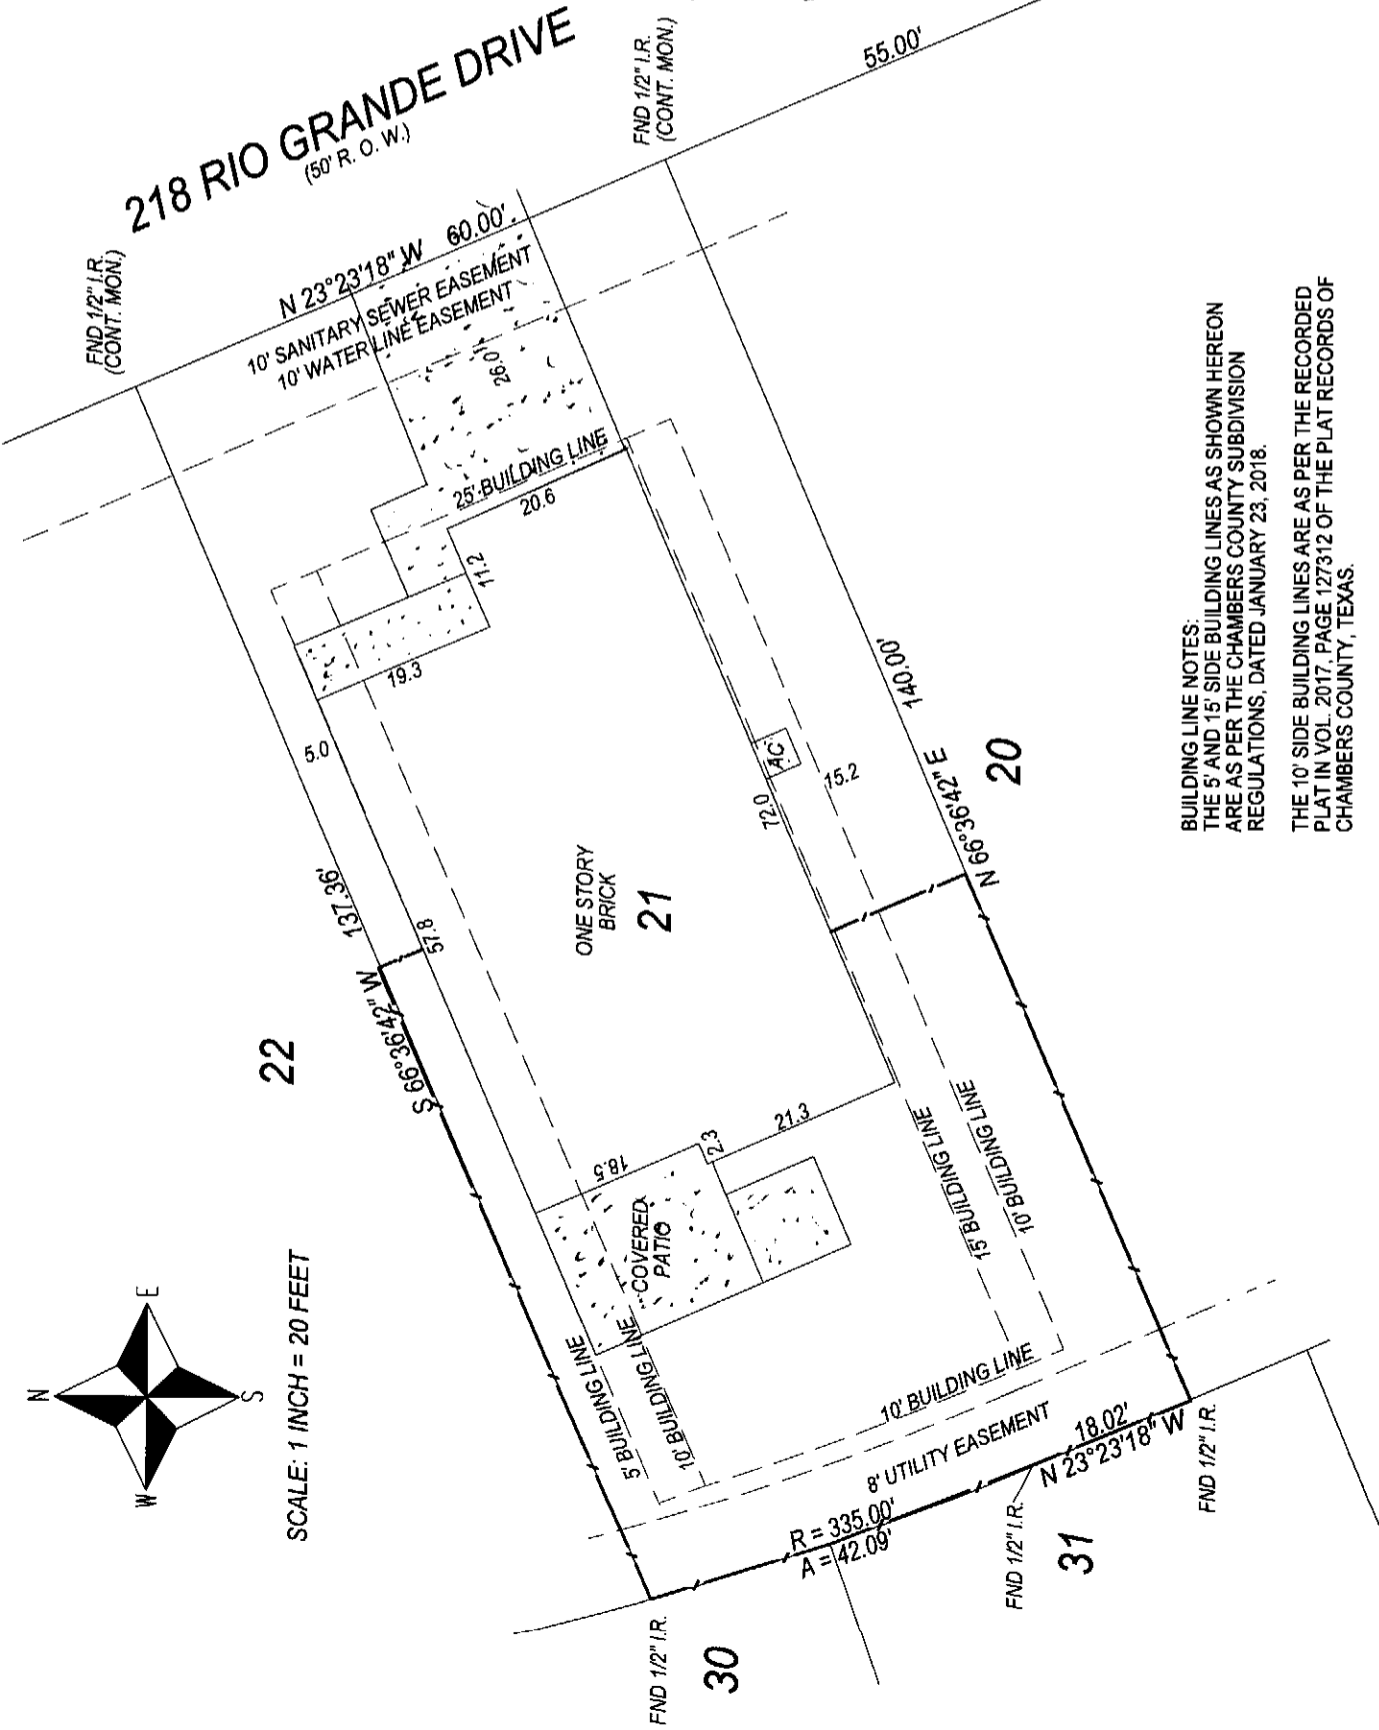 218 RIO GRANDE DRIVE
(50' R. O. W.)
FND 1/2" I.R.
(CONT. MON.)
FND 1/2" I.R.
(CONT. MON.)
55.00'
N 23°23'18" W 60.00'
10' SANITARY SEWER EASEMENT
10' WATER LINE EASEMENT
26.0
25' BUILDING LINE
20.6
11.2
19.3
5.0
137.36'
S 66°36'42" W
57.8
22
ONE STORY
BRICK
21
AC
72.0
15.2
140.00'
N 66°36'42" E
20
18.5
2.3
21.3
COVERED
PATIO
15' BUILDING LINE
10' BUILDING LINE
5' BUILDING LINE
10' BUILDING LINE
10' BUILDING LINE
8' UTILITY EASEMENT
R = 335.00'
A = 42.09'
18.02'
N 23°23'18" W
FND 1/2" I.R.
FND 1/2" I.R.
FND 1/2" I.R.
30
31
N
E
S
W
SCALE: 1 INCH = 20 FEET
BUILDING LINE NOTES:
THE 5' AND 15' SIDE BUILDING LINES AS SHOWN HEREON
ARE AS PER THE CHAMBERS COUNTY SUBDIVISION
REGULATIONS, DATED JANUARY 23, 2018.
THE 10' SIDE BUILDING LINES ARE AS PER THE RECORDED
PLAT IN VOL. 2017, PAGE 127312 OF THE PLAT RECORDS OF
CHAMBERS COUNTY, TEXAS.